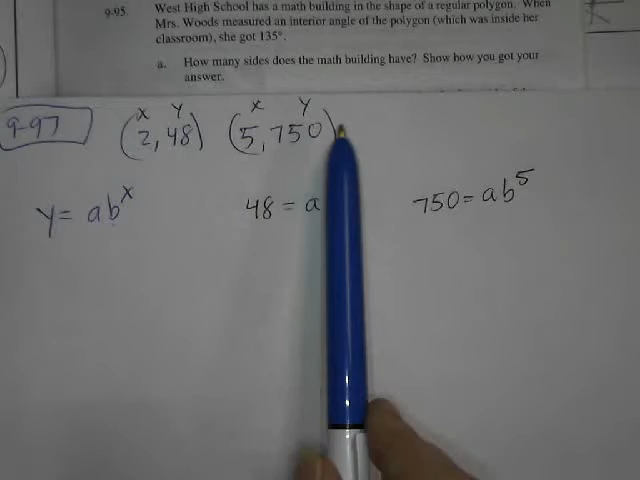 9-95. West High School has a math building in the shape of a regular polygon. When
Mrs. Woods measured an interior angle of the polygon (which was inside her
classroom), she got 135°.
a. How many sides does the math building have? Show how you got your
answer.
9-97
x y x y
(2,48) (5,750)
y = ab^x 48 = a 750 = ab^5